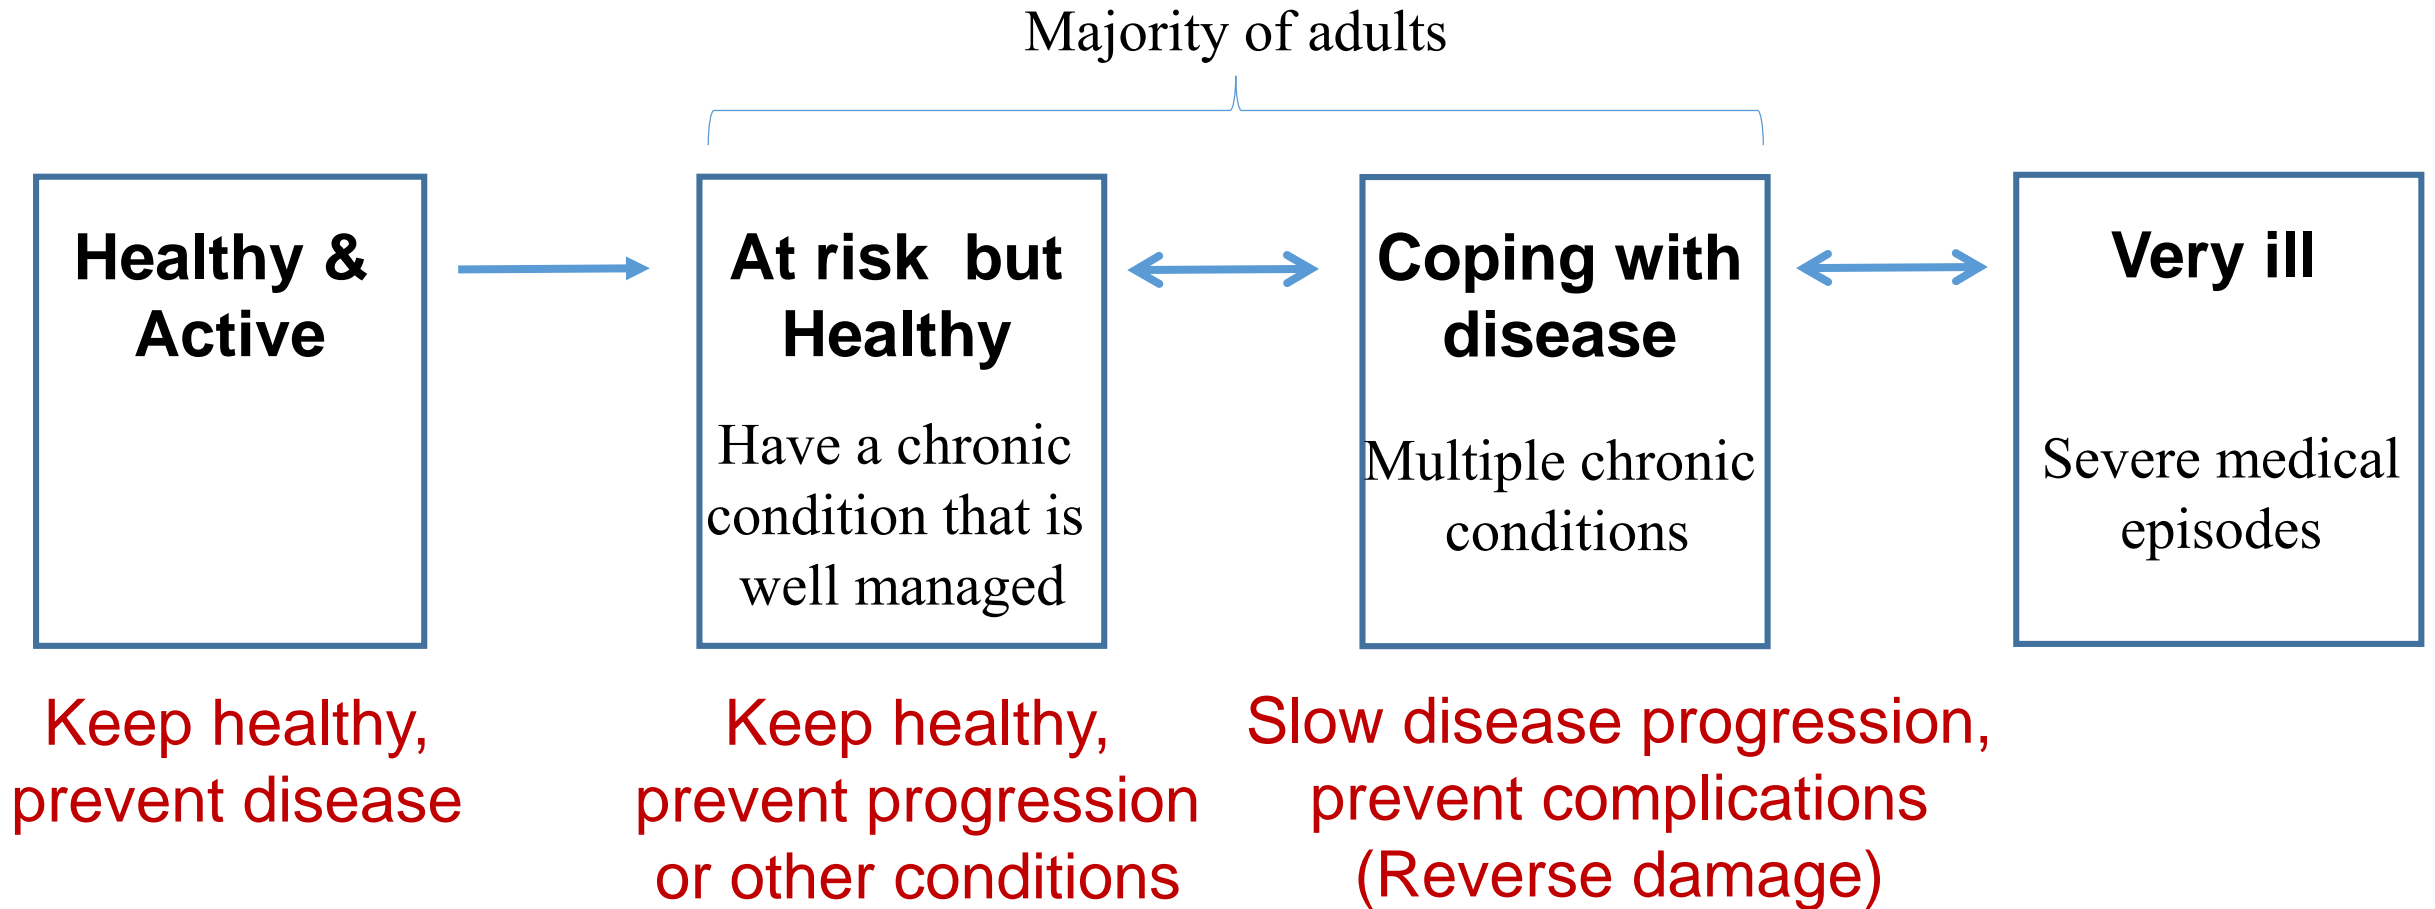 Majority of adults
Healthy &
Active
At risk  but
Healthy
Have a chronic
condition that is
well managed
Coping with
disease
Multiple chronic
conditions
Very ill
Severe medical
episodes
Keep healthy,
prevent disease
Keep healthy,
prevent progression
or other conditions
Slow disease progression,
prevent complications
(Reverse damage)